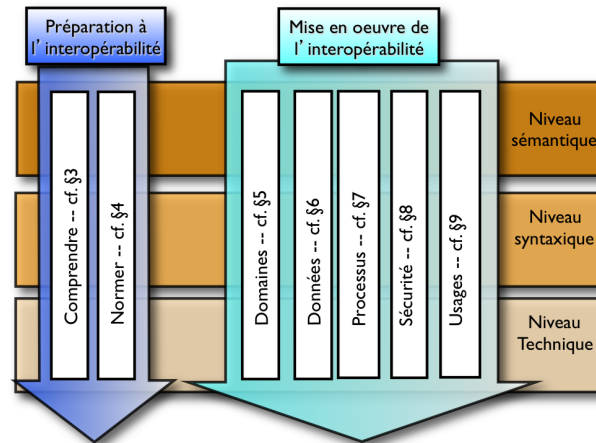 Préparation à
l’ interopérabilité
Mise en oeuvre de
l’ interopérabilité
Niveau
sémantique
Niveau
syntaxique
Niveau
Technique
Comprendre -- cf. §3
Normer -- cf. §4
Domaines -- cf. §5
Données -- cf. §6
Processus -- cf. §7
Sécurité -- cf. §8
Usages -- cf. §9